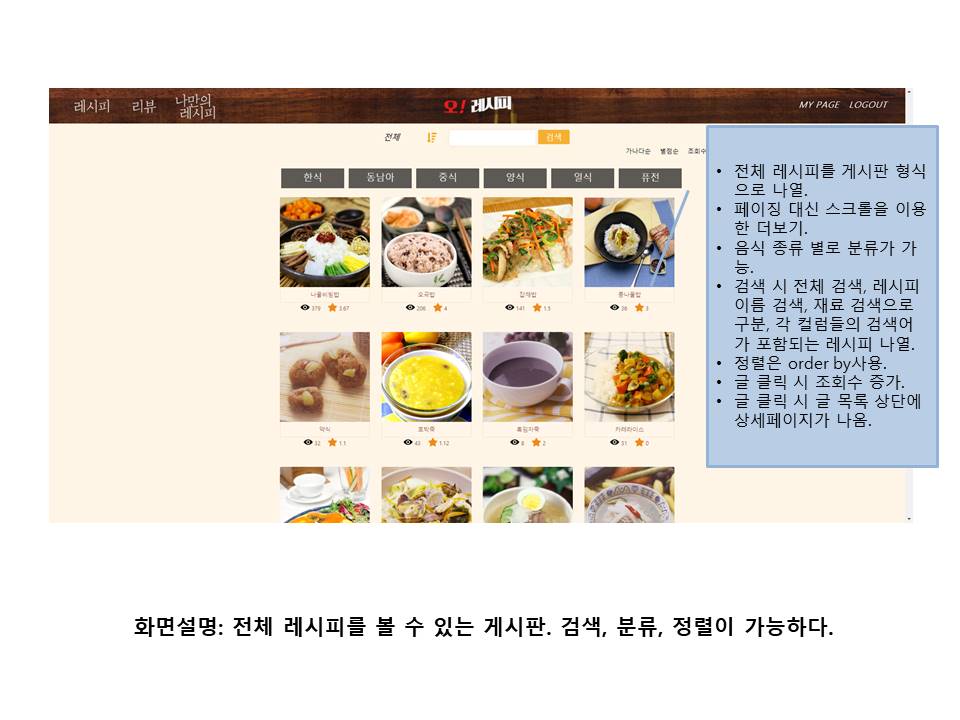 레시피 리뷰 나만의
레시피
오! 레시피
MY PAGE LOGOUT
전체 검색
가나다순 별점순 조회수
한식 동남아 중식 양식 일식 퓨전
나물비빔밥 오곡밥 잡채밥 콩나물밥
379 3.67 208 4 141 1.5 28 3
약식 호박죽 흑임자죽 카레라이스
32 1.1 43 1.12 8 2 51 0
• 전체 레시피를 게시판 형식
으로 나열.
• 페이징 대신 스크롤을 이용
한 더보기.
• 음식 종류 별로 분류가 가
능.
• 검색 시 전체 검색, 레시피
이름 검색, 재료 검색으로
구분, 각 컬럼들의 검색어
가 포함되는 레시피 나열.
• 정렬은 order by사용.
• 글 클릭 시 조회수 증가.
• 글 클릭 시 글 목록 상단에
상세페이지가 나옴.
화면설명: 전체 레시피를 볼 수 있는 게시판. 검색, 분류, 정렬이 가능하다.